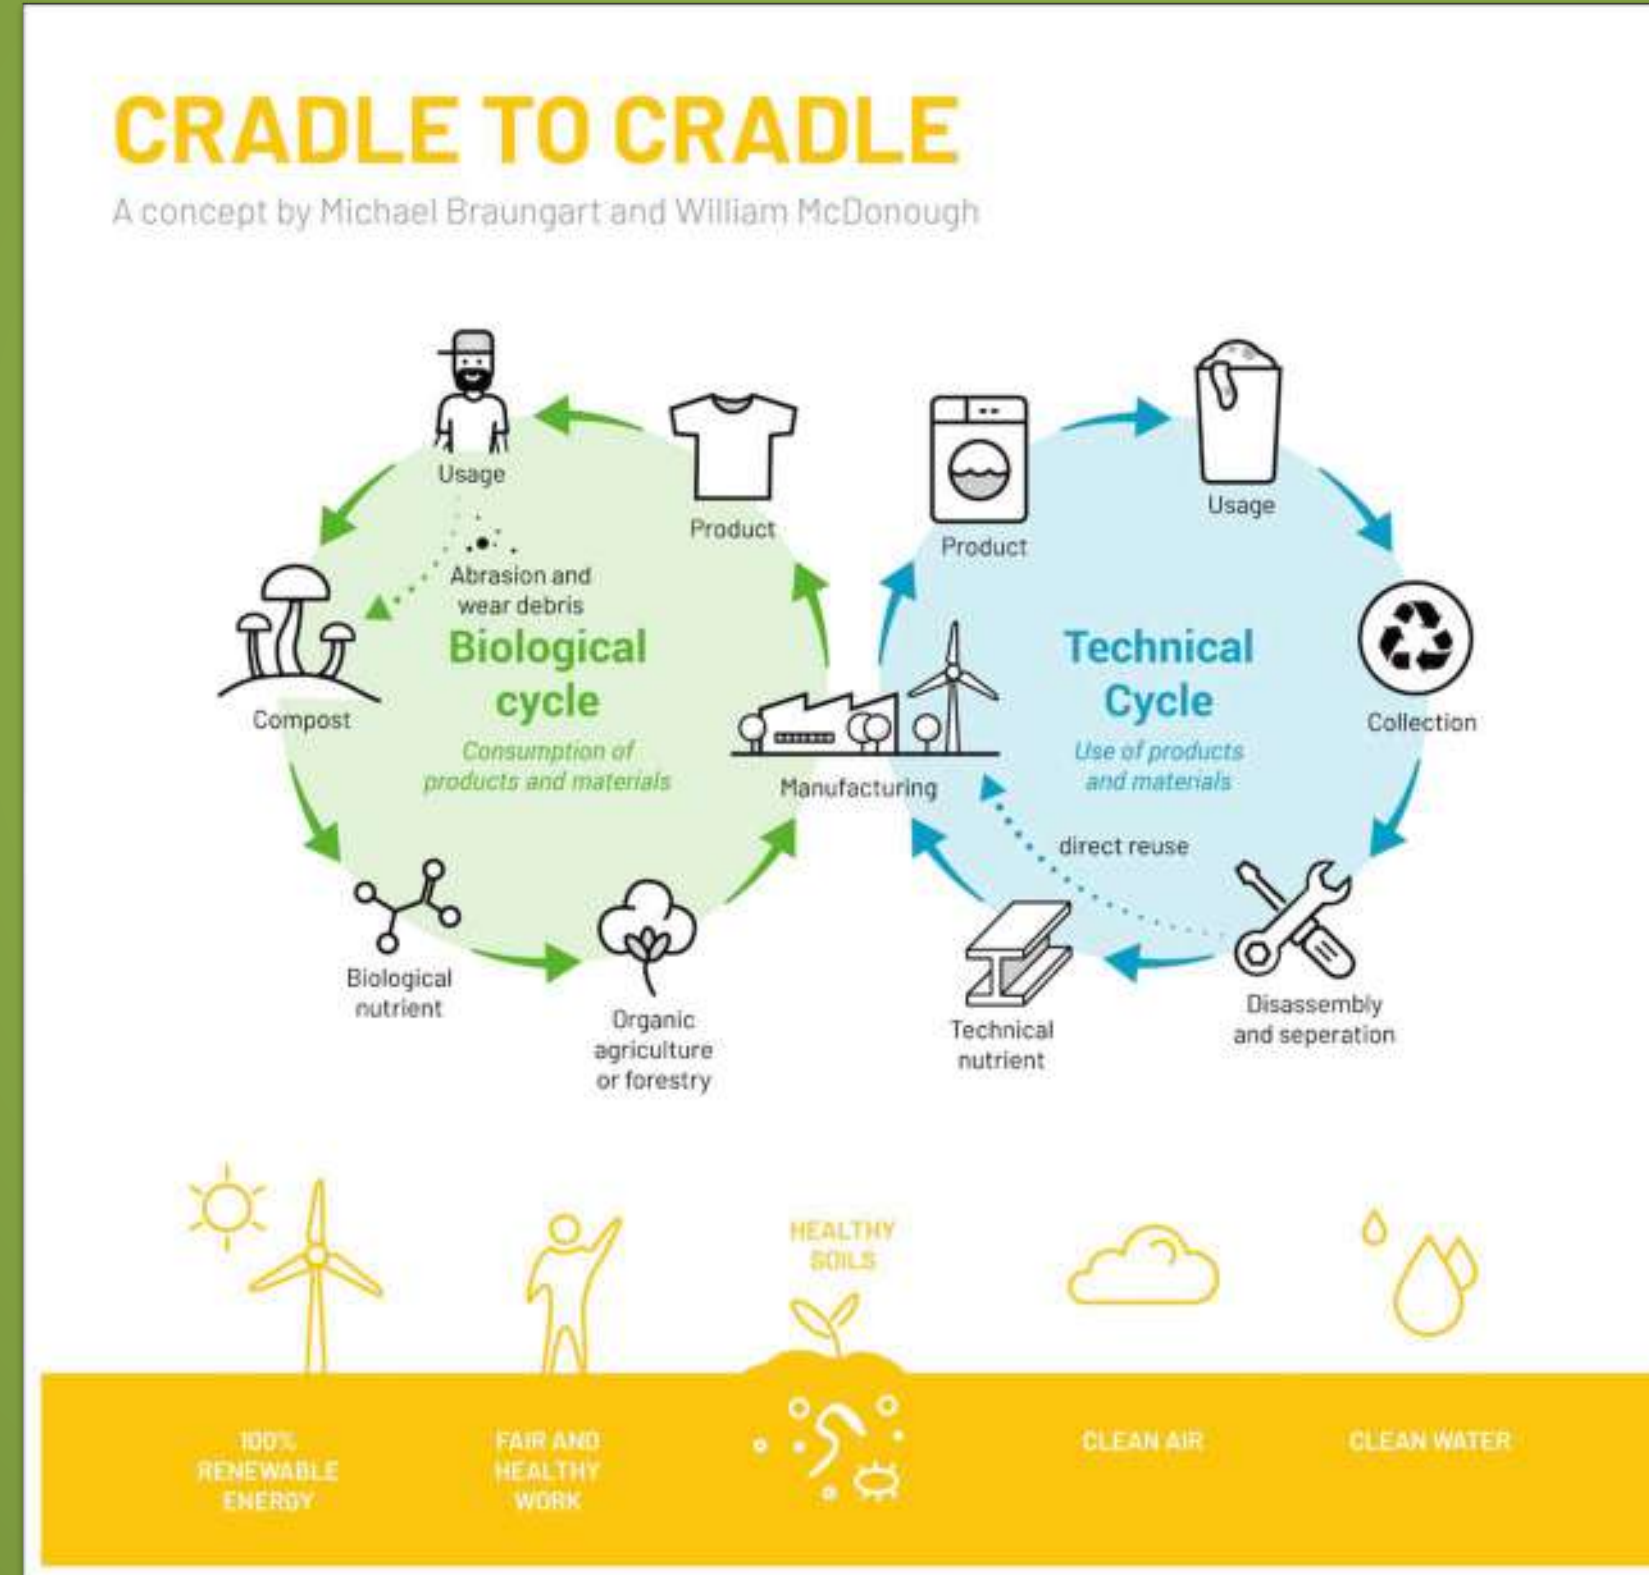 CRADLE TO CRADLE
A concept by Michael Braungart and William McDonough
Usage
Product
Abrasion and
wear debris
Biological
cycle
Consumption of
products and materials
Compost
Biological
nutrient
Organic
agriculture
or forestry
Manufacturing
Product
Usage
Technical
Cycle
Use of products
and materials
Collection
direct reuse
Disassembly
and seperation
Technical
nutrient
HEALTHY
SOILS
100%
RENEWABLE
ENERGY
FAIR AND
HEALTHY
WORK
CLEAN AIR
CLEAN WATER